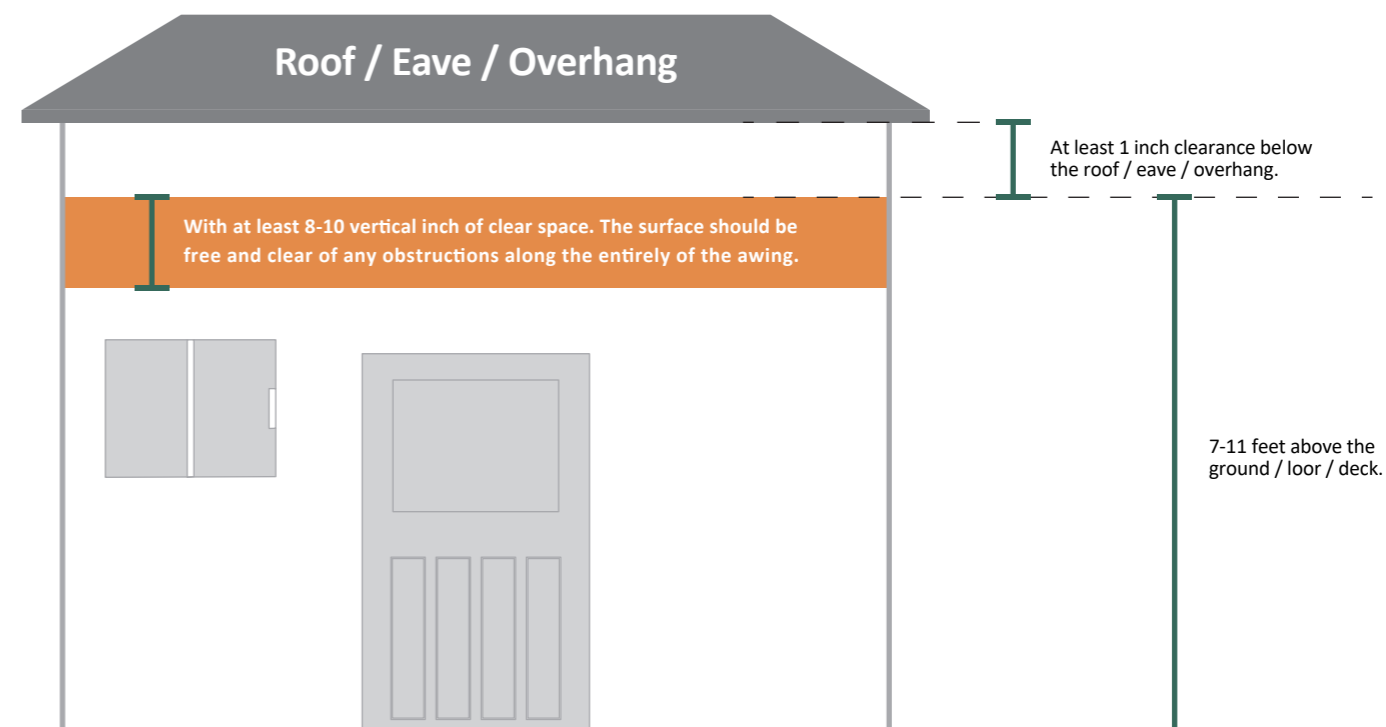 Roof / Eave / Overhang
At least 1 inch clearance below
the roof / eave / overhang.
With at least 8-10 vertical inch of clear space. The surface should be
free and clear of any obstructions along the entirely of the awing.
7-11 feet above the
ground / loor / deck.